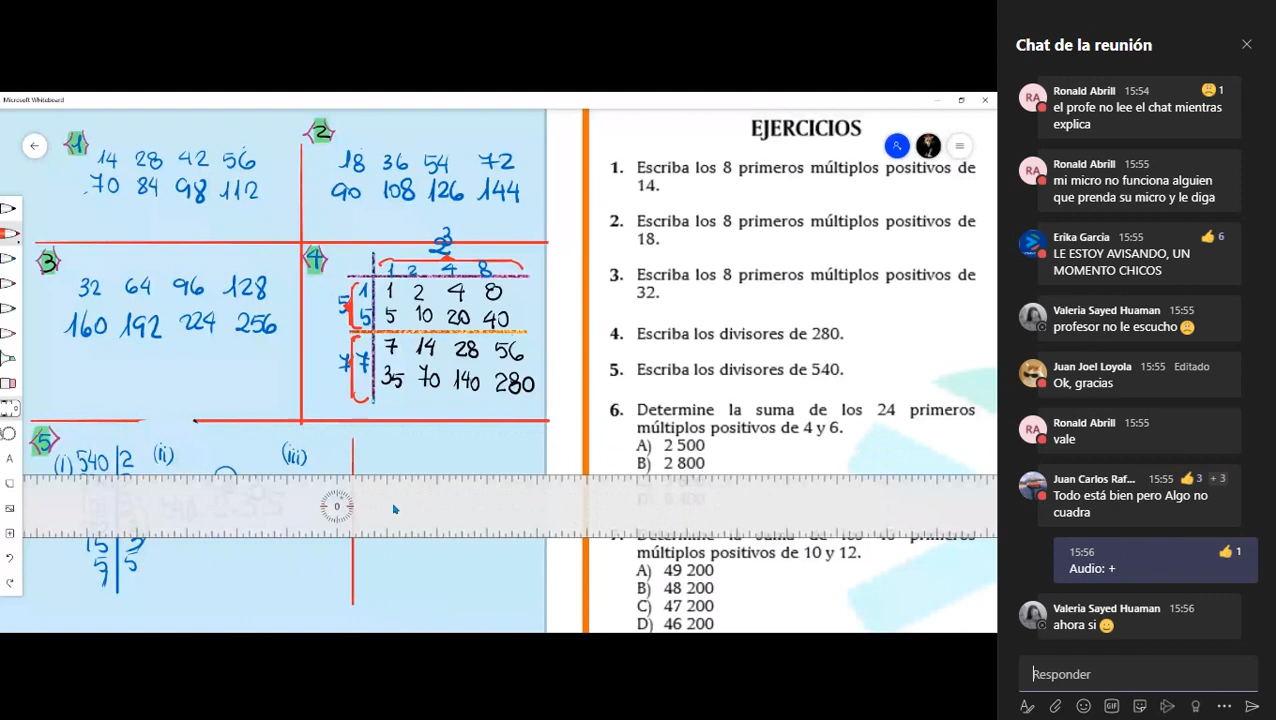 Microsoft Whiteboard
1
14 28 42 56
70 84 98 112
2
18 36 54 72
90 108 126 144
3
32 64 96 128
160 192 224 256
4
2³
1 2 4 8
5 1 1 2 4 8
5 5 10 20 40
7 7 7 14 28 56
35 70 140 280
5
(i) 540 2 (ii) (iii)
0
15 3
5 5
EJERCICIOS
1. Escriba los 8 primeros múltiplos positivos de
14.
2. Escriba los 8 primeros múltiplos positivos de
18.
3. Escriba los 8 primeros múltiplos positivos de
32.
4. Escriba los divisores de 280.
5. Escriba los divisores de 540.
6. Determine la suma de los 24 primeros
múltiplos positivos de 4 y 6.
A) 2 500
B) 2 800
múltiplos positivos de 10 y 12.
A) 49 200
B) 48 200
C) 47 200
D) 46 200
Chat de la reunión
RA
Ronald Abrill 15:54 1
el profe no lee el chat mientras
explica
RA
Ronald Abrill 15:55
mi micro no funciona alguien
que prenda su micro y le diga
Erika Garcia 15:55 6
LE ESTOY AVISANDO, UN
MOMENTO CHICOS
Valeria Sayed Huaman 15:55
profesor no le escucho
Juan Joel Loyola 15:55 Editado
Ok, gracias
RA
Ronald Abrill 15:55
vale
Juan Carlos Raf... 15:55 3 + 3
Todo está bien pero Algo no
cuadra
15:56 1
Audio: +
Valeria Sayed Huaman 15:56
ahora si
Responder
GIF